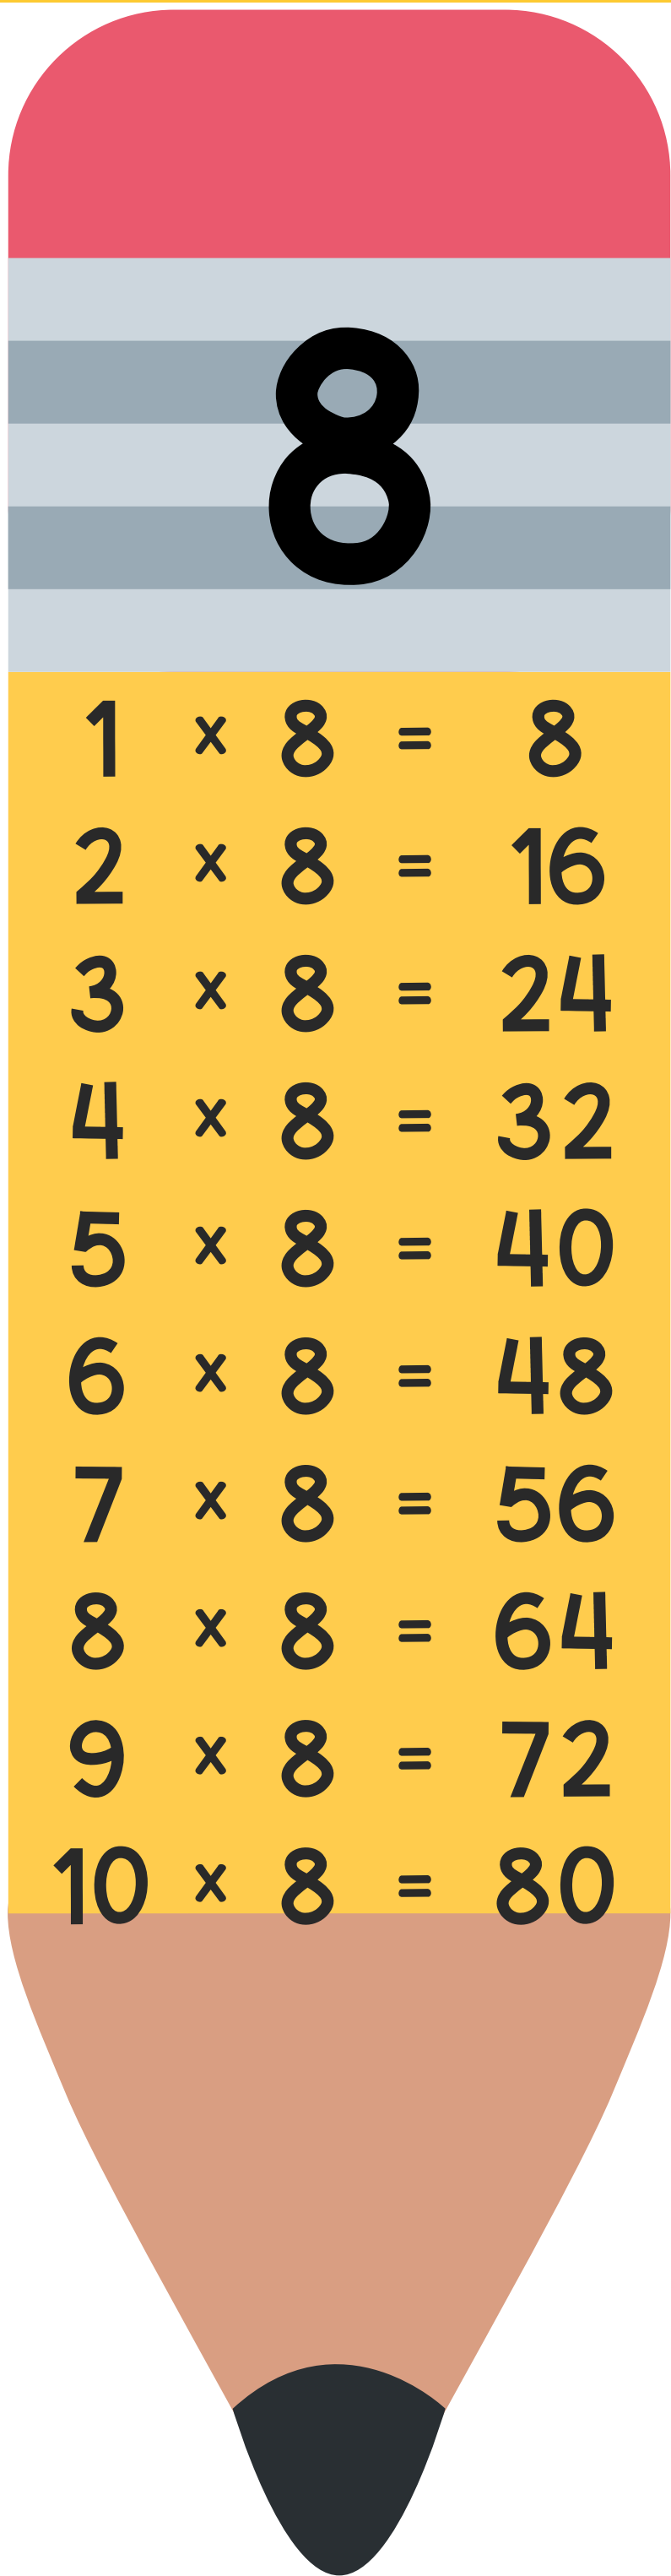 8
1 × 8 = 8
2 × 8 = 16
3 × 8 = 24
4 × 8 = 32
5 × 8 = 40
6 × 8 = 48
7 × 8 = 56
8 × 8 = 64
9 × 8 = 72
10 × 8 = 80